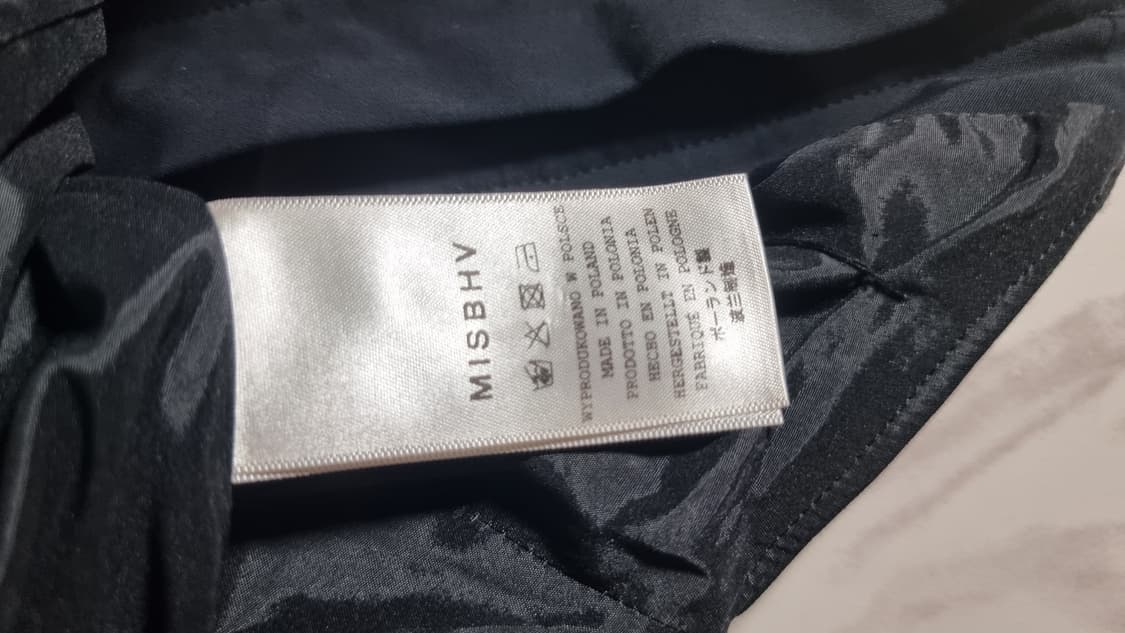 MISBHV
WYPRODUKOWANO W POLSCE
MADE IN POLAND
PRODOTTO IN POLONIA
HECHO EN POLONIA
HERGESTELLT IN POLEN
FABRIQUÉ EN POLOGNE
ポーランド製
波兰制造